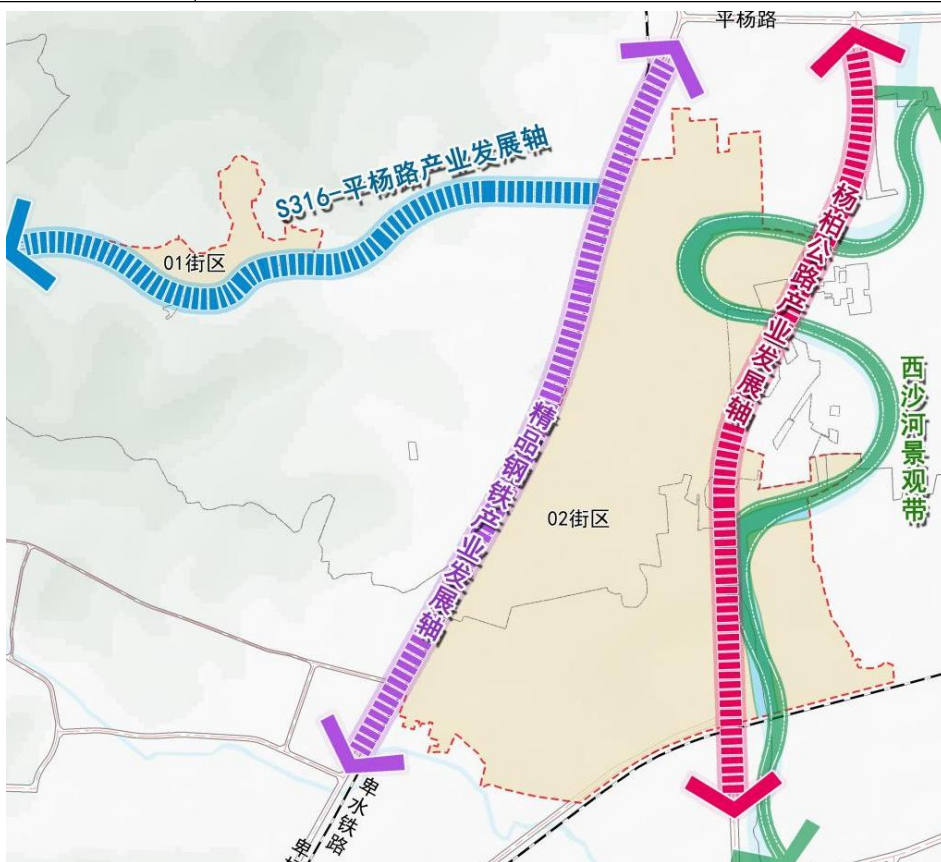 平杨路
S316-平杨路产业发展轴
01街区
杨柏公路产业发展轴
西沙河景观带
精品钢铁产业发展轴
02街区
卑水铁路